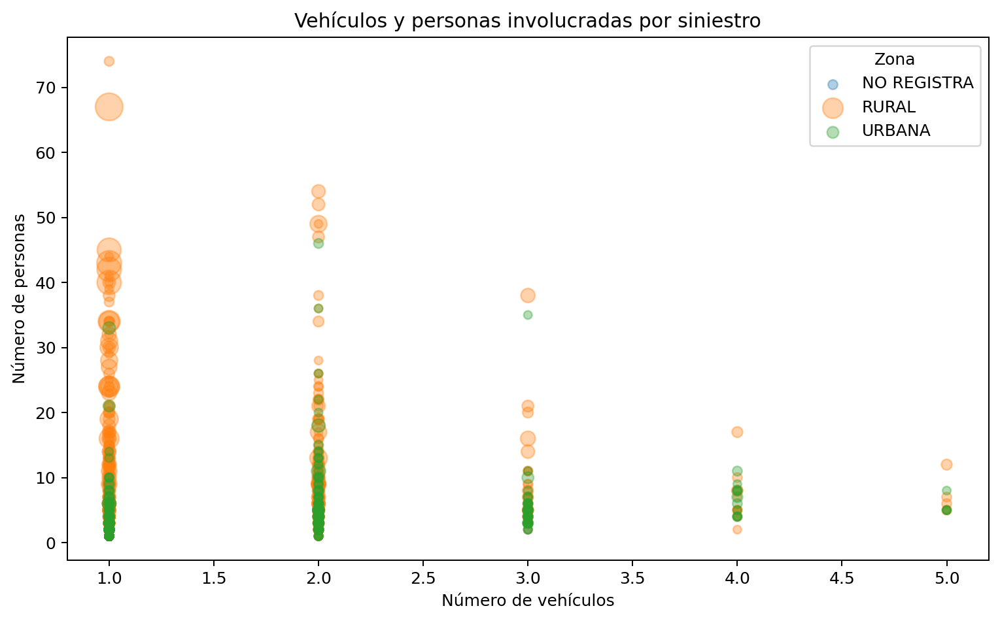 Vehículos y personas involucradas por siniestro
Zona
NO REGISTRA
RURAL
URBANA
Número de personas
70
60
50
40
30
20
10
0
1.0 1.5 2.0 2.5 3.0 3.5 4.0 4.5 5.0
Número de vehículos